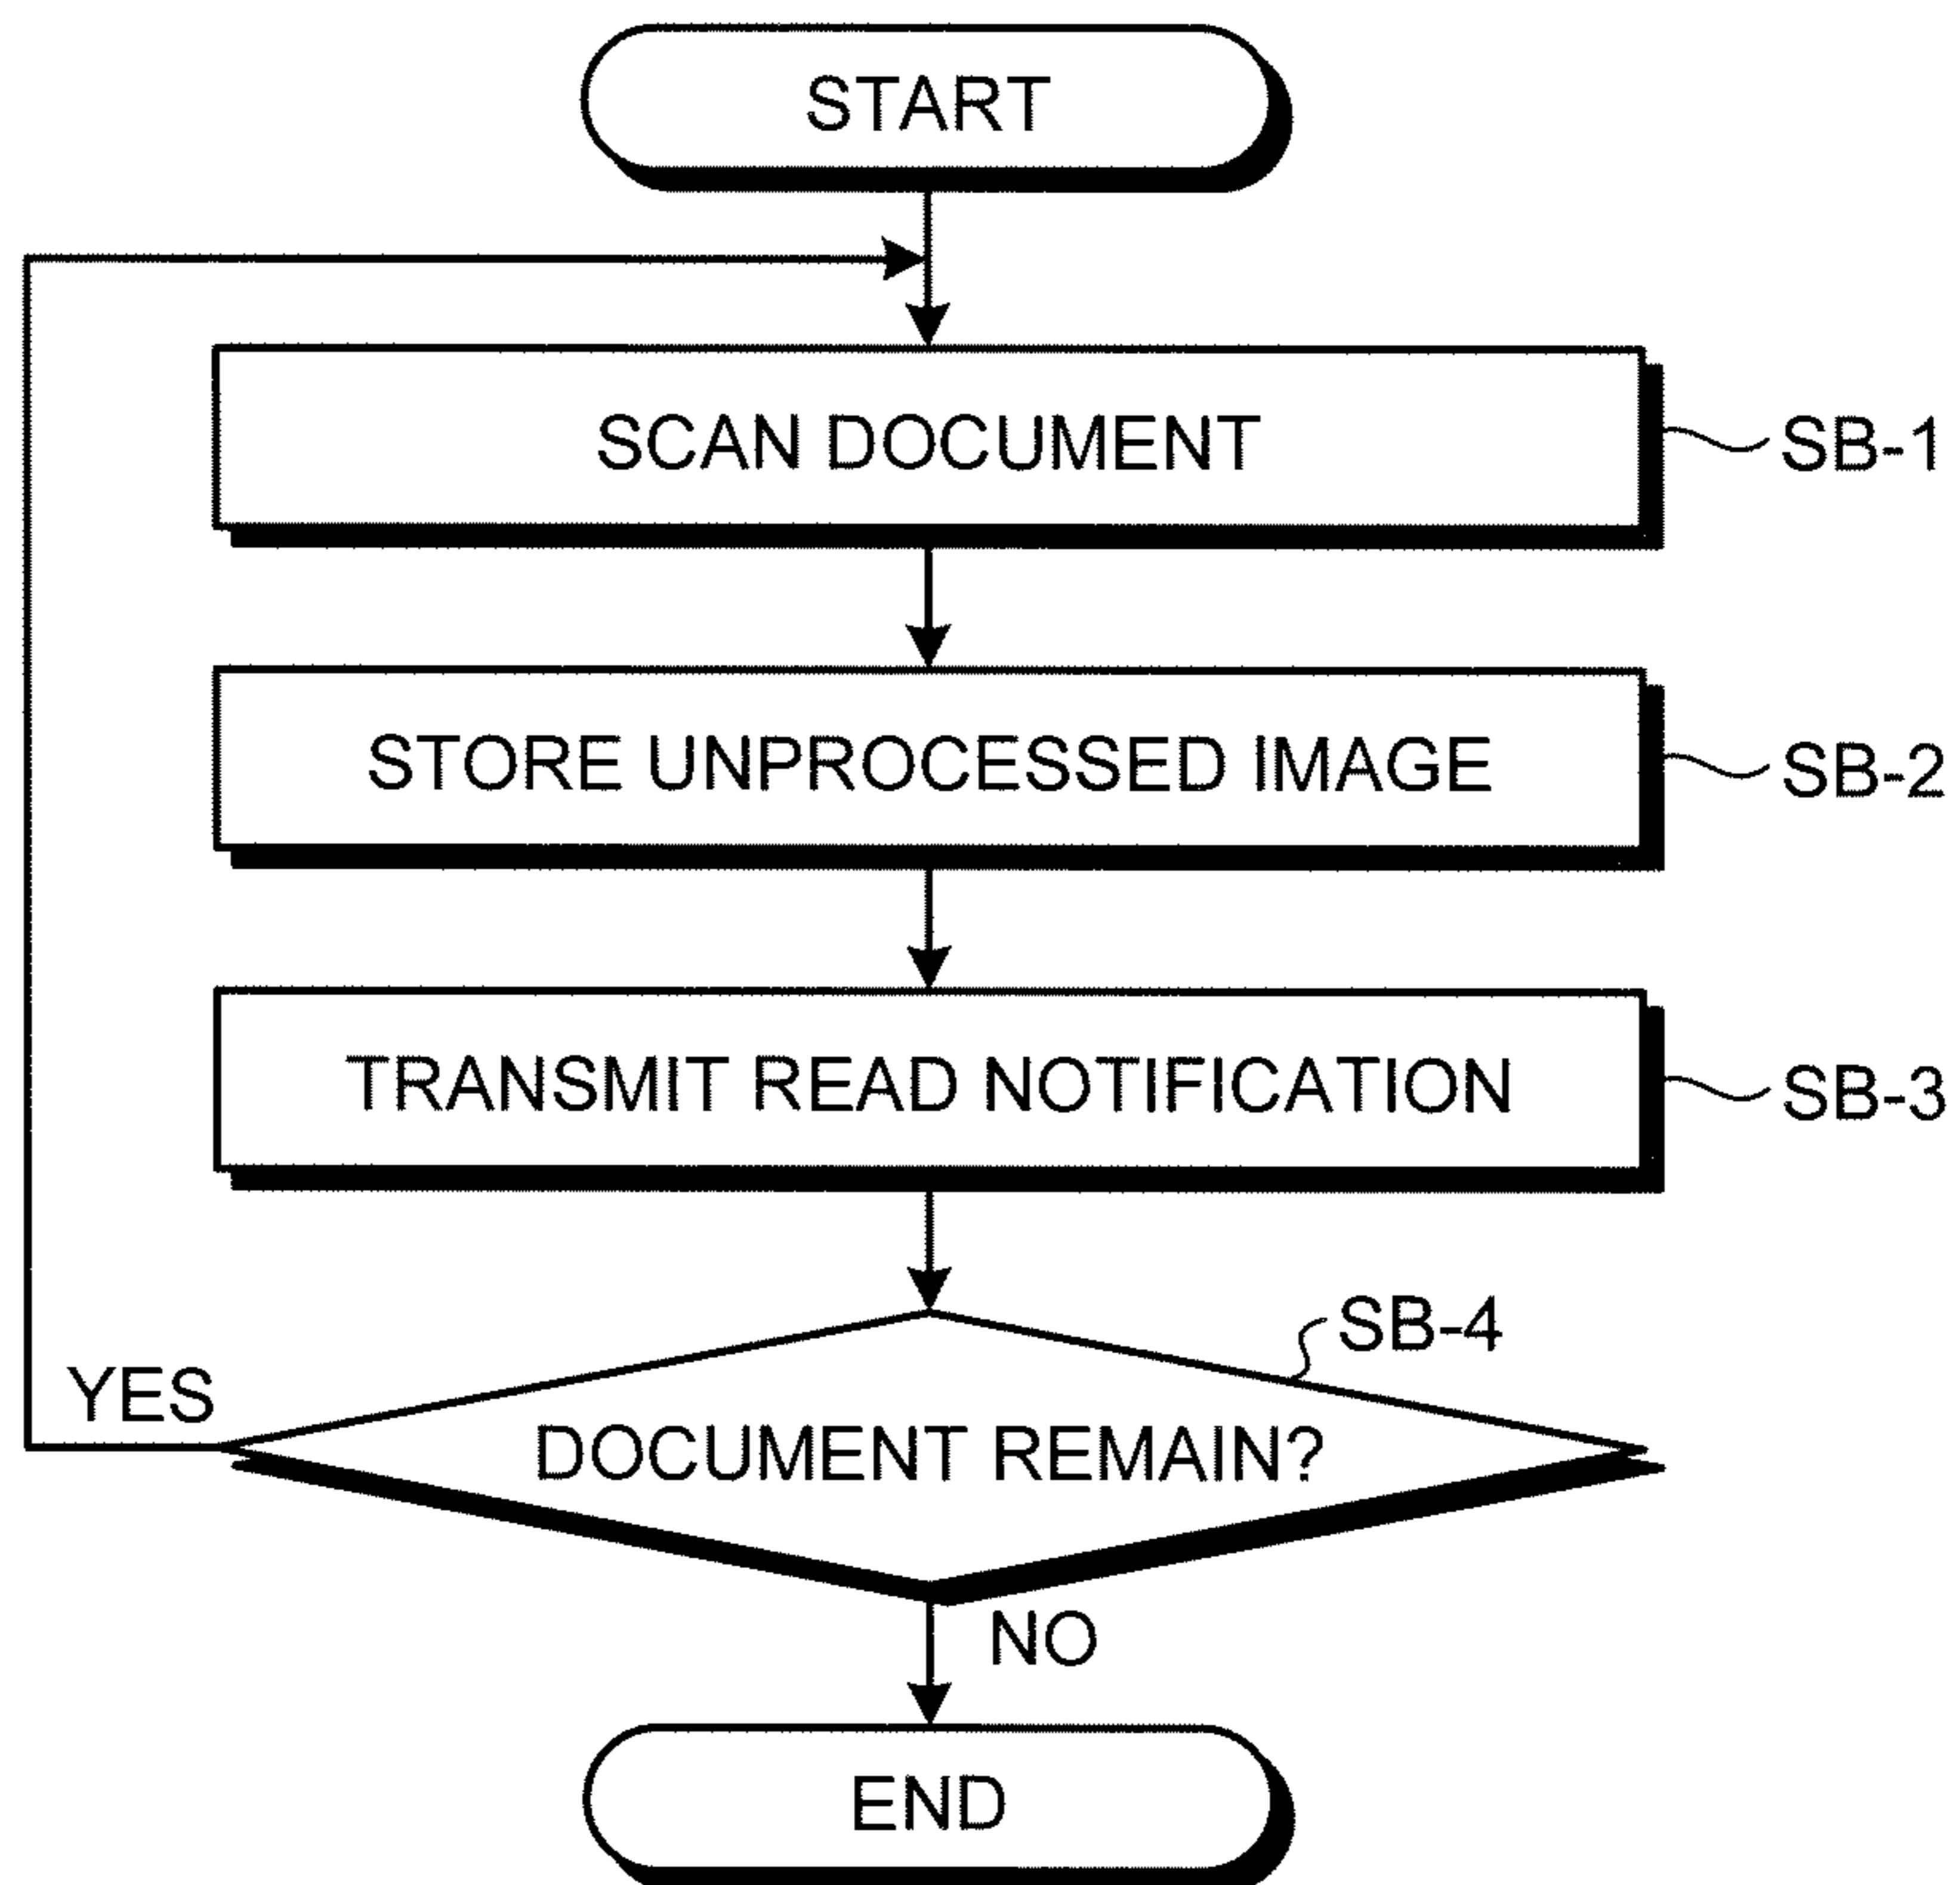 START
SCAN DOCUMENT
SB-1
STORE UNPROCESSED IMAGE
SB-2
TRANSMIT READ NOTIFICATION
SB-3
SB-4
YES
DOCUMENT REMAIN?
NO
END